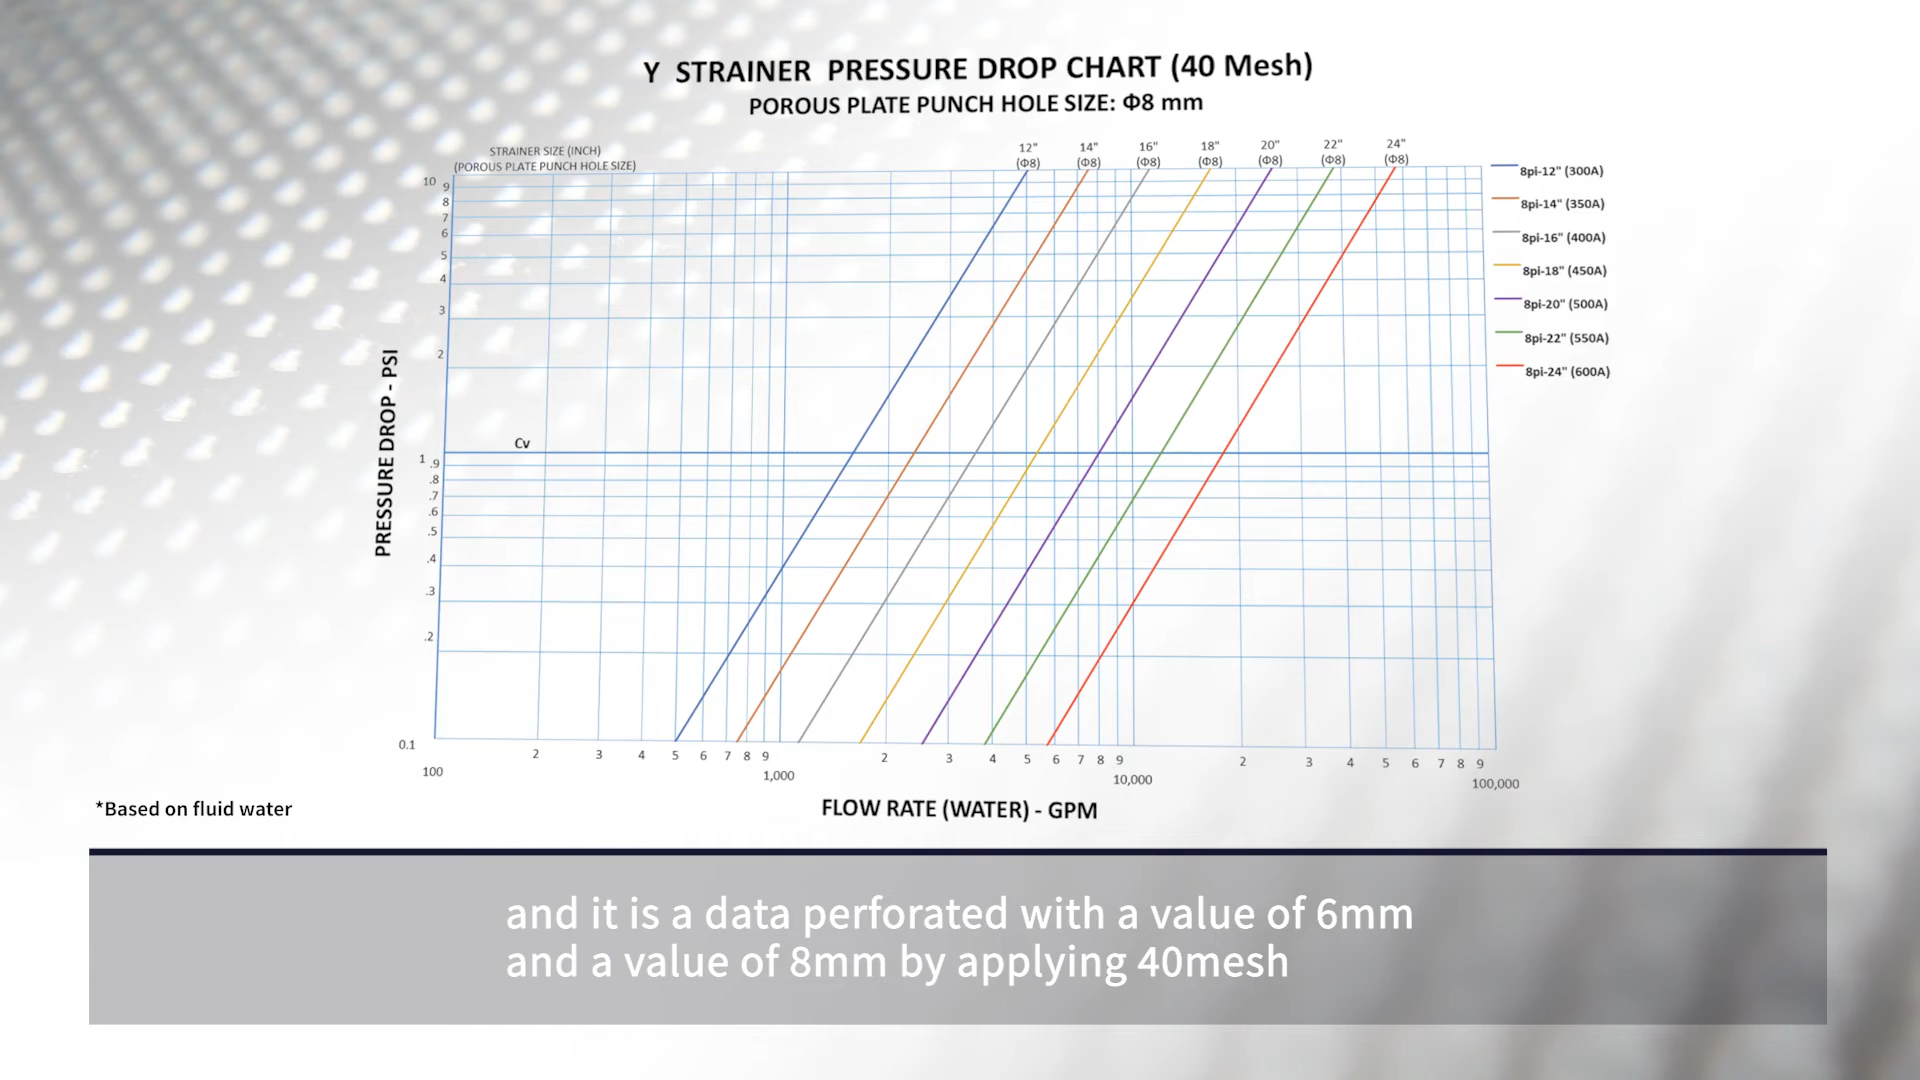 Y STRAINER PRESSURE DROP CHART (40 Mesh)
POROUS PLATE PUNCH HOLE SIZE: Φ8 mm
STRAINER SIZE (INCH)
(POROUS PLATE PUNCH HOLE SIZE)
12" 14" 16" 18" 20" 22" 24"
(Φ8) (Φ8) (Φ8) (Φ8) (Φ8) (Φ8) (Φ8)
8pi-12" (300A)
8pi-14" (350A)
8pi-16" (400A)
8pi-18" (450A)
8pi-20" (500A)
8pi-22" (550A)
8pi-24" (600A)
10
9
8
7
6
5
4
3
2
Cv
1
.9
.8
.7
.6
.5
.4
.3
.2
0.1
PRESSURE DROP - PSI
2 3 4 5 6 7 8 9 2 3 4 5 6 7 8 9 2 3 4 5 6 7 8 9
100 1,000 10,000 100,000
FLOW RATE (WATER) - GPM
*Based on fluid water
and it is a data perforated with a value of 6mm
and a value of 8mm by applying 40mesh